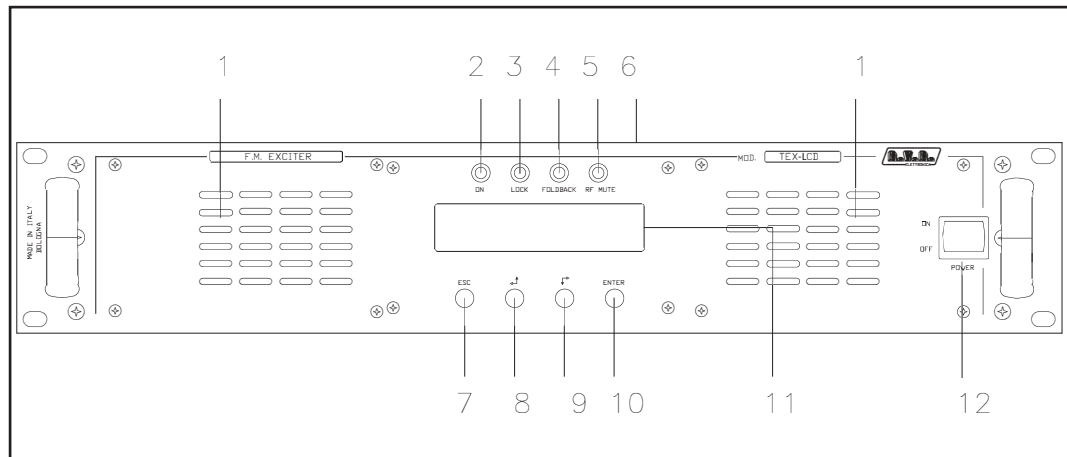 1 2 3 4 5 6 1
F.M. EXCITER
MOD. TEX-LCD
R.V.R.
ELETTRONICA
ON LOCK FOLDBACK RF MUTE
MADE IN ITALY
BOLOGNA
ON
OFF
POWER
ESC ENTER
7 8 9 10 11 12